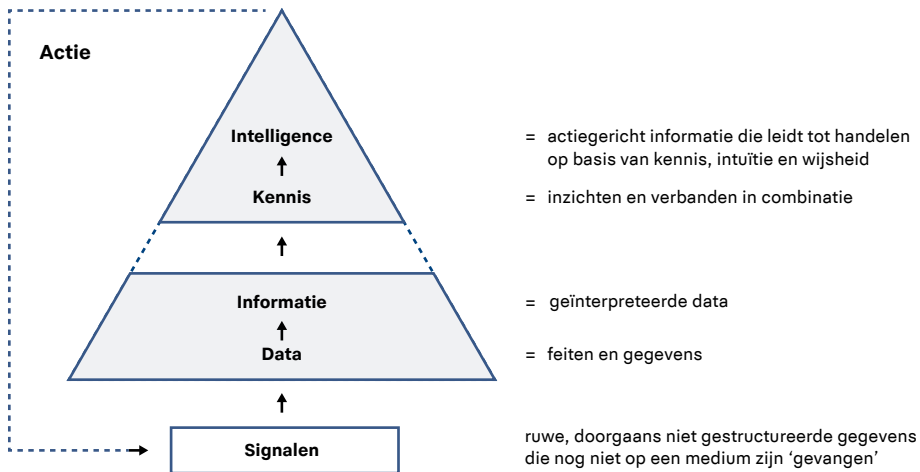 Actie
Intelligence
= actiegericht informatie die leidt tot handelen
op basis van kennis, intuïtie en wijsheid
Kennis
= inzichten en verbanden in combinatie
Informatie
= geïnterpreteerde data
Data
= feiten en gegevens
Signalen
ruwe, doorgaans niet gestructureerde gegevens
die nog niet op een medium zijn ‘gevangen’